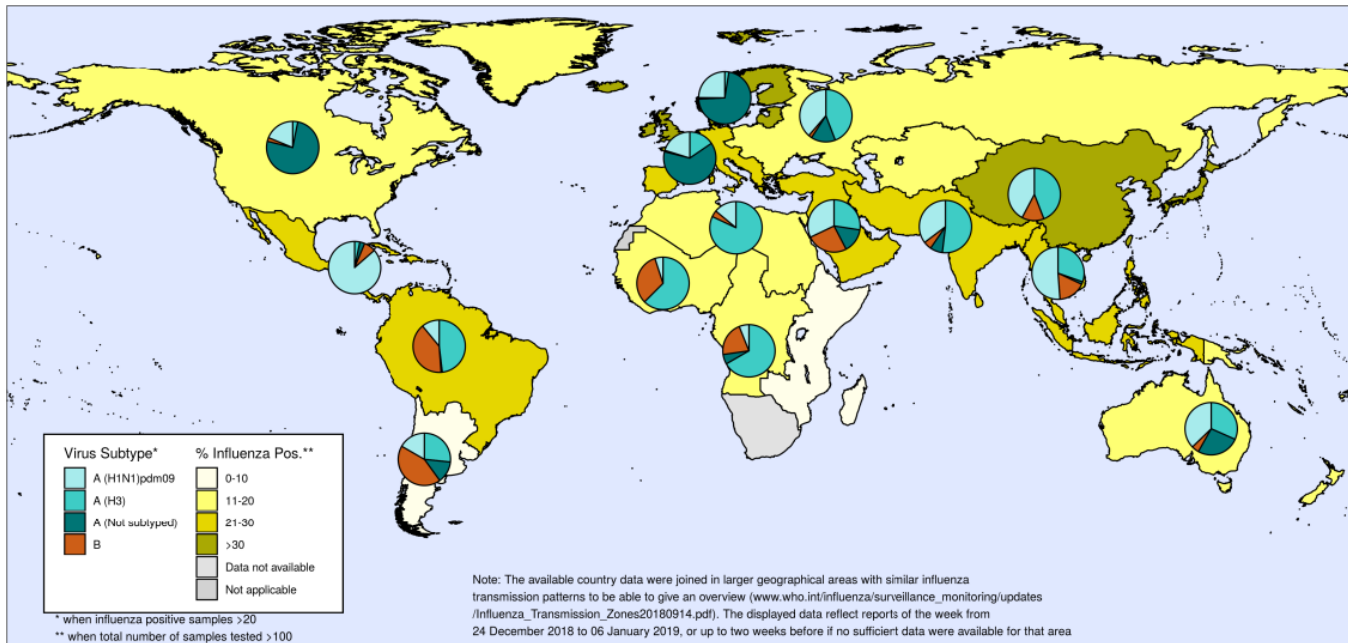 Virus Subtype*
A (H1N1)pdm09
A (H3)
A (Not subtyped)
B
% Influenza Pos.**
0-10
11-20
21-30
>30
Data not available
Not applicable
* when influenza positive samples >20
** when total number of samples tested >100
Note: The available country data were joined in larger geographical areas with similar influenza
transmission patterns to be able to give an overview (www.who.int/influenza/surveillance_monitoring/updates
/Influenza_Transmission_Zones20180914.pdf). The displayed data reflect reports of the week from
24 December 2018 to 06 January 2019, or up to two weeks before if no sufficiert data were available for that area